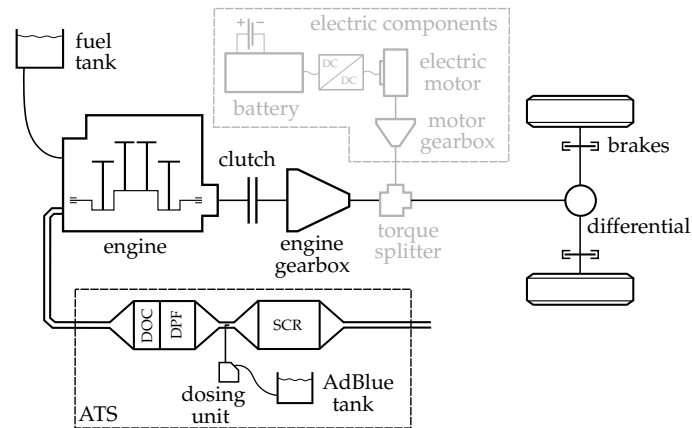 fuel
tank
+ −
electric components
DC
DC
electric
motor
battery
motor
gearbox
clutch
brakes
engine
engine
gearbox
torque
splitter
differential
DOC
DPF
SCR
dosing
unit
AdBlue
tank
ATS